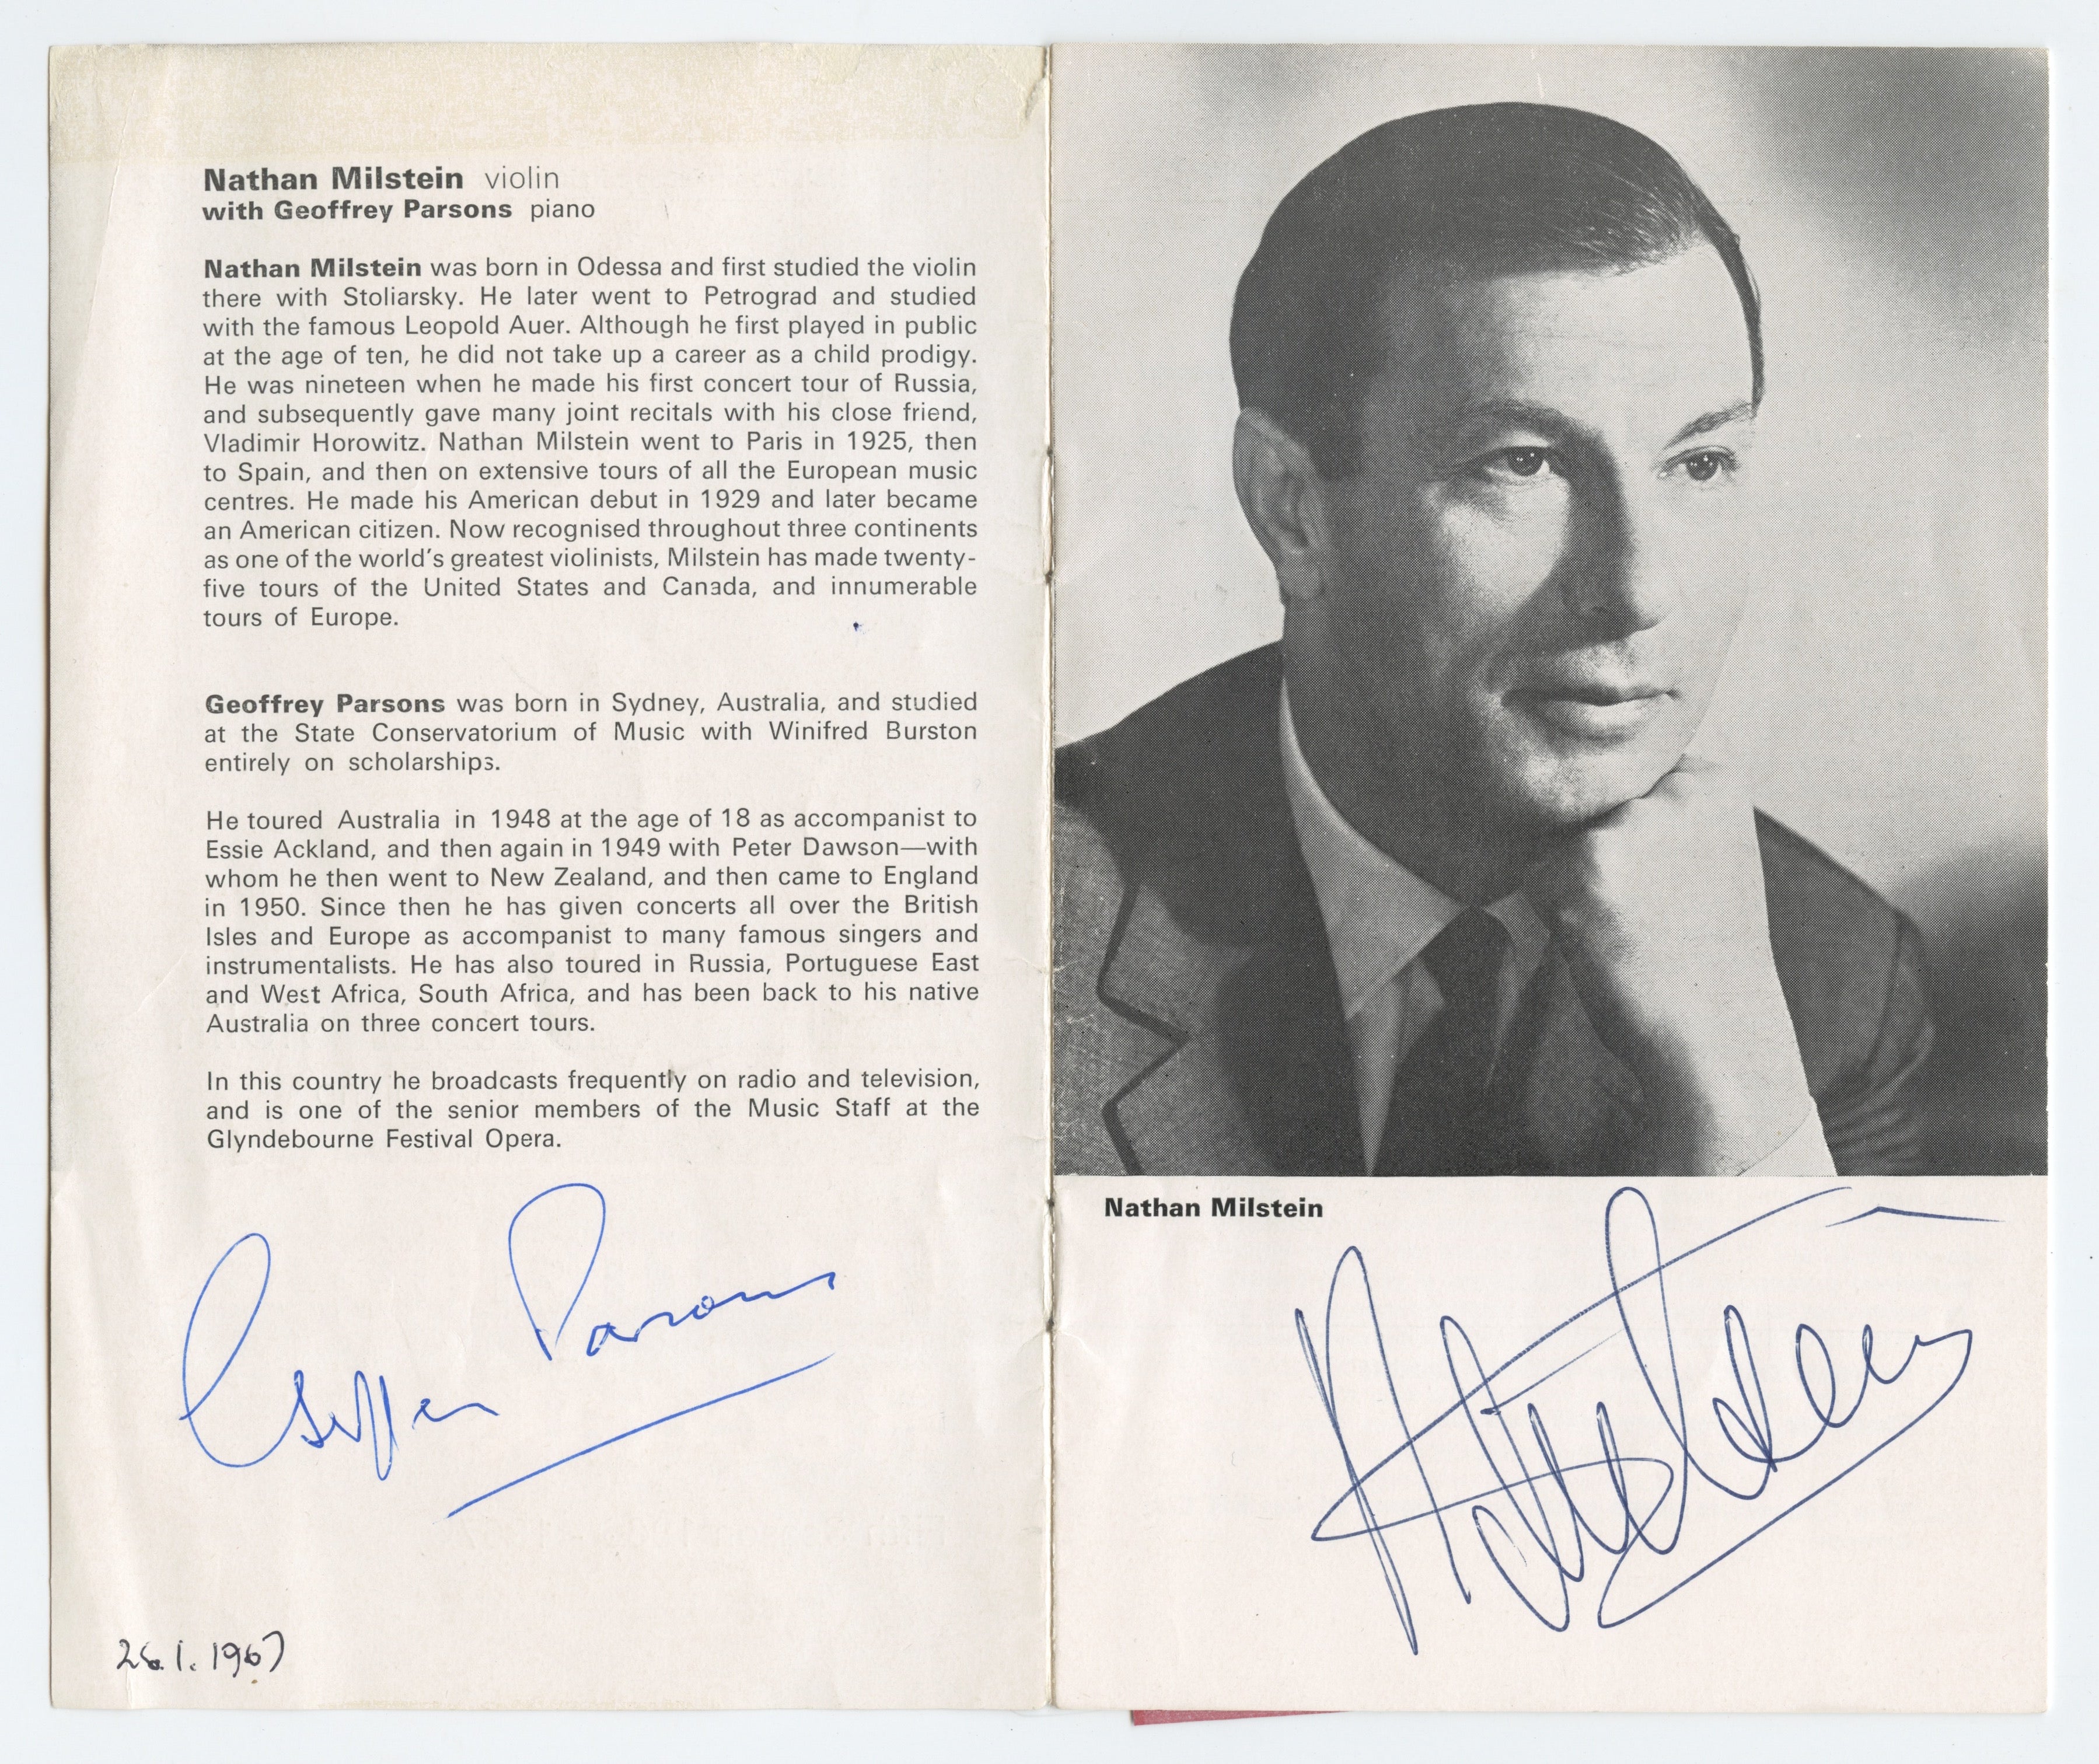 Nathan Milstein violin
with Geoffrey Parsons piano
Nathan Milstein was born in Odessa and first studied the violin
there with Stoliarsky. He later went to Petrograd and studied
with the famous Leopold Auer. Although he first played in public
at the age of ten, he did not take up a career as a child prodigy.
He was nineteen when he made his first concert tour of Russia,
and subsequently gave many joint recitals with his close friend,
Vladimir Horowitz. Nathan Milstein went to Paris in 1925, then
to Spain, and then on extensive tours of all the European music
centres. He made his American debut in 1929 and later became
an American citizen. Now recognised throughout three continents
as one of the world's greatest violinists, Milstein has made twenty-
five tours of the United States and Canada, and innumerable
tours of Europe.
Geoffrey Parsons was born in Sydney, Australia, and studied
at the State Conservatorium of Music with Winifred Burston
entirely on scholarships.
He toured Australia in 1948 at the age of 18 as accompanist to
Essie Ackland, and then again in 1949 with Peter Dawson—with
whom he then went to New Zealand, and then came to England
in 1950. Since then he has given concerts all over the British
Isles and Europe as accompanist to many famous singers and
instrumentalists. He has also toured in Russia, Portuguese East
and West Africa, South Africa, and has been back to his native
Australia on three concert tours.
In this country he broadcasts frequently on radio and television,
and is one of the senior members of the Music Staff at the
Glyndebourne Festival Opera.
Geoffrey Parsons
26.1.1967
Nathan Milstein
N Milstein